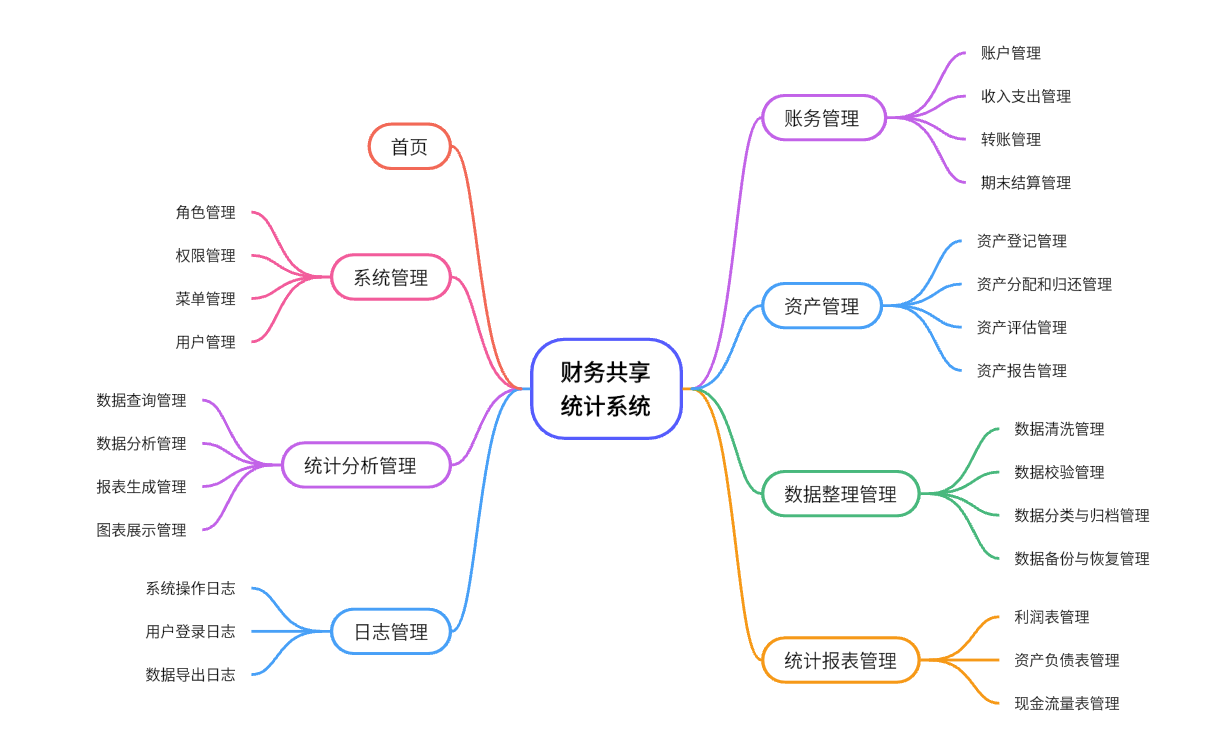 财务共享
统计系统
首页
系统管理
角色管理
权限管理
菜单管理
用户管理
统计分析管理
数据查询管理
数据分析管理
报表生成管理
图表展示管理
日志管理
系统操作日志
用户登录日志
数据导出日志
账务管理
账户管理
收入支出管理
转账管理
期末结算管理
资产管理
资产登记管理
资产分配和归还管理
资产评估管理
资产报告管理
数据整理管理
数据清洗管理
数据校验管理
数据分类与归档管理
数据备份与恢复管理
统计报表管理
利润表管理
资产负债表管理
现金流量表管理